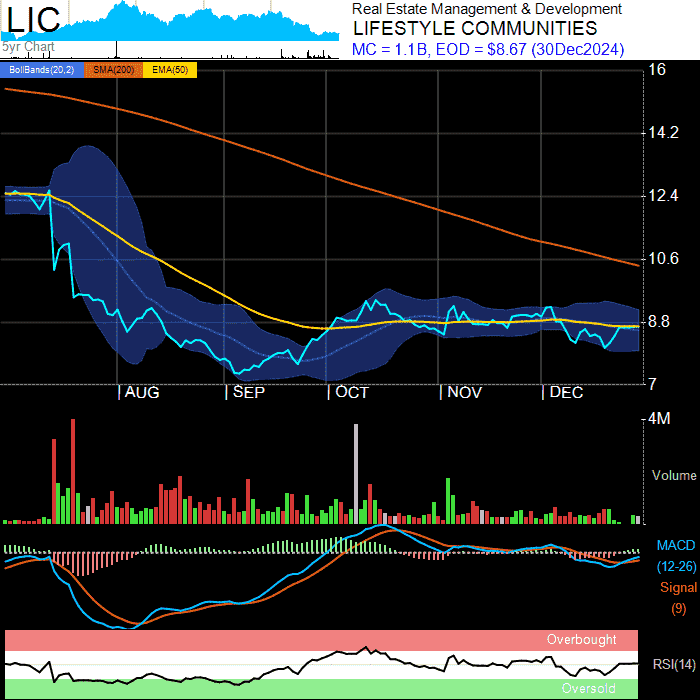 LIC
5yr Chart
Real Estate Management & Development
LIFESTYLE COMMUNITIES
MC = 1.1B, EOD = $8.67 (30Dec2024)
BollBands(20,2) SMA(200) EMA(50)
16
14.2
12.4
10.6
8.8
7
AUG SEP OCT NOV DEC
4M
Volume
MACD
(12-26)
Signal
(9)
Overbought
RSI(14)
Oversold